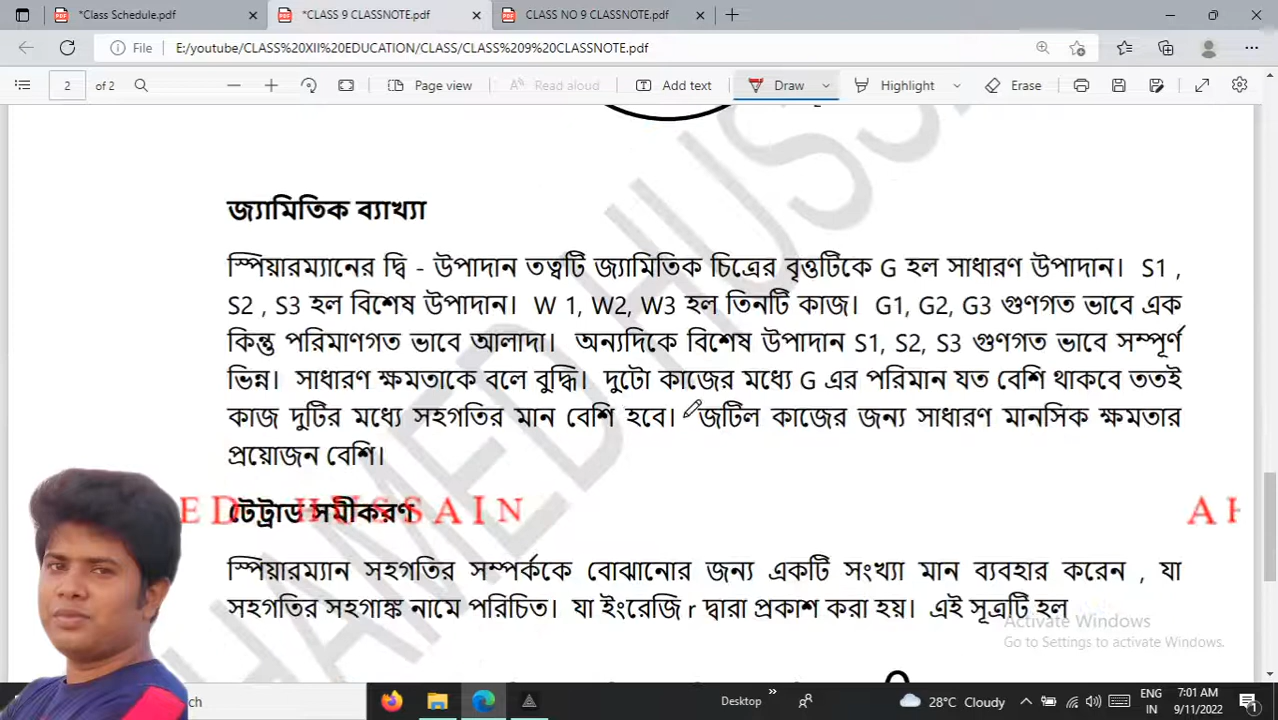 *Class Schedule.pdf
*CLASS 9 CLASSNOTE.pdf
CLASS NO 9 CLASSNOTE.pdf
File
E:/youtube/CLASS%20XII%20EDUCATION/CLASS/CLASS%209%20CLASSNOTE.pdf
2 of 2
Page view
Read aloud
Add text
Draw
Highlight
Erase
জ্যামিতিক ব্যাখ্যা
স্পিয়ারম্যানের দ্বি - উপাদান তত্বটি জ্যামিতিক চিত্রের বৃত্তটিকে G হল সাধারণ উপাদান। S1 ,
S2 , S3 হল বিশেষ উপাদান। W 1, W2, W3 হল তিনটি কাজ। G1, G2, G3 গুণগত ভাবে এক
কিন্তু পরিমাণগত ভাবে আলাদা। অন্যদিকে বিশেষ উপাদান S1, S2, S3 গুণগত ভাবে সম্পূর্ণ
ভিন্ন। সাধারণ ক্ষমতাকে বলে বুদ্ধি। দুটো কাজের মধ্যে G এর পরিমান যত বেশি থাকবে ততই
কাজ দুটির মধ্যে সহগতির মান বেশি হবে। জটিল কাজের জন্য সাধারণ মানসিক ক্ষমতার
প্রয়োজন বেশি।
টেট্রাড সমীকরণ
ED HUSSAIN
AH
স্পিয়ারম্যান সহগতির সম্পর্ককে বোঝানোর জন্য একটি সংখ্যা মান ব্যবহার করেন , যা
সহগতির সহগাঙ্ক নামে পরিচিত। যা ইংরেজি r দ্বারা প্রকাশ করা হয়। এই সূত্রটি হল
AHAMED HUSSAIN
Activate Windows
Go to Settings to activate Windows.
rch
Desktop
28°C Cloudy
ENG
IN
7:01 AM
9/11/2022